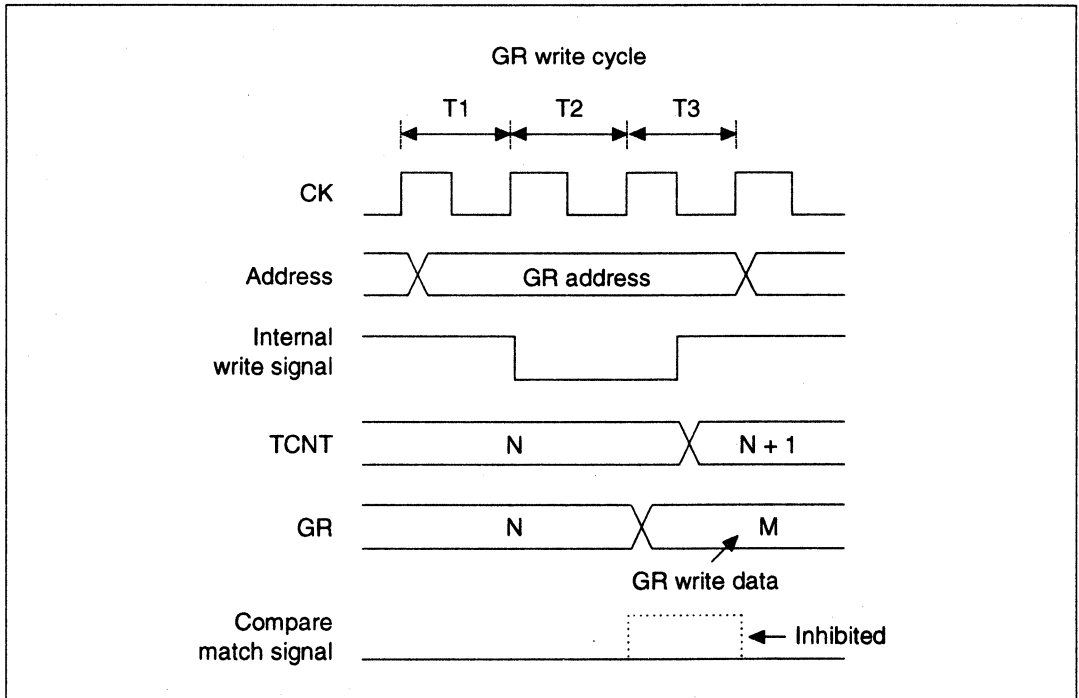 GR write cycle
T1 T2 T3
CK
Address GR address
Internal
write signal
TCNT N N + 1
GR N M
GR write data
Compare
match signal
Inhibited